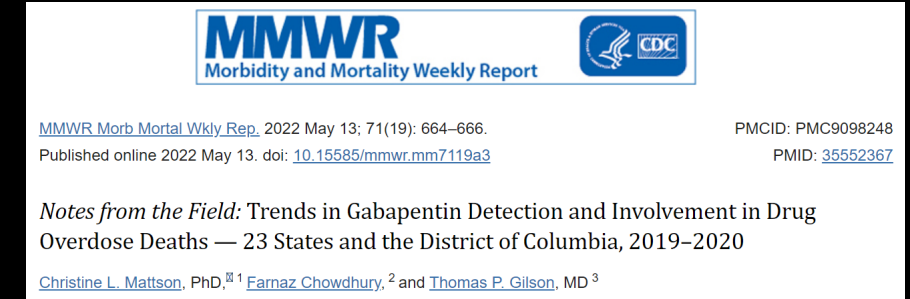 MMWR
Morbidity and Mortality Weekly Report
CDC
MMWR Morb Mortal Wkly Rep. 2022 May 13; 71(19): 664–666.
PMCID: PMC9098248
Published online 2022 May 13. doi: 10.15585/mmwr.mm7119a3
PMID: 35552367
Notes from the Field: Trends in Gabapentin Detection and Involvement in Drug
Overdose Deaths — 23 States and the District of Columbia, 2019–2020
Christine L. Mattson, PhD, 1 Farnaz Chowdhury, 2 and Thomas P. Gilson, MD 3